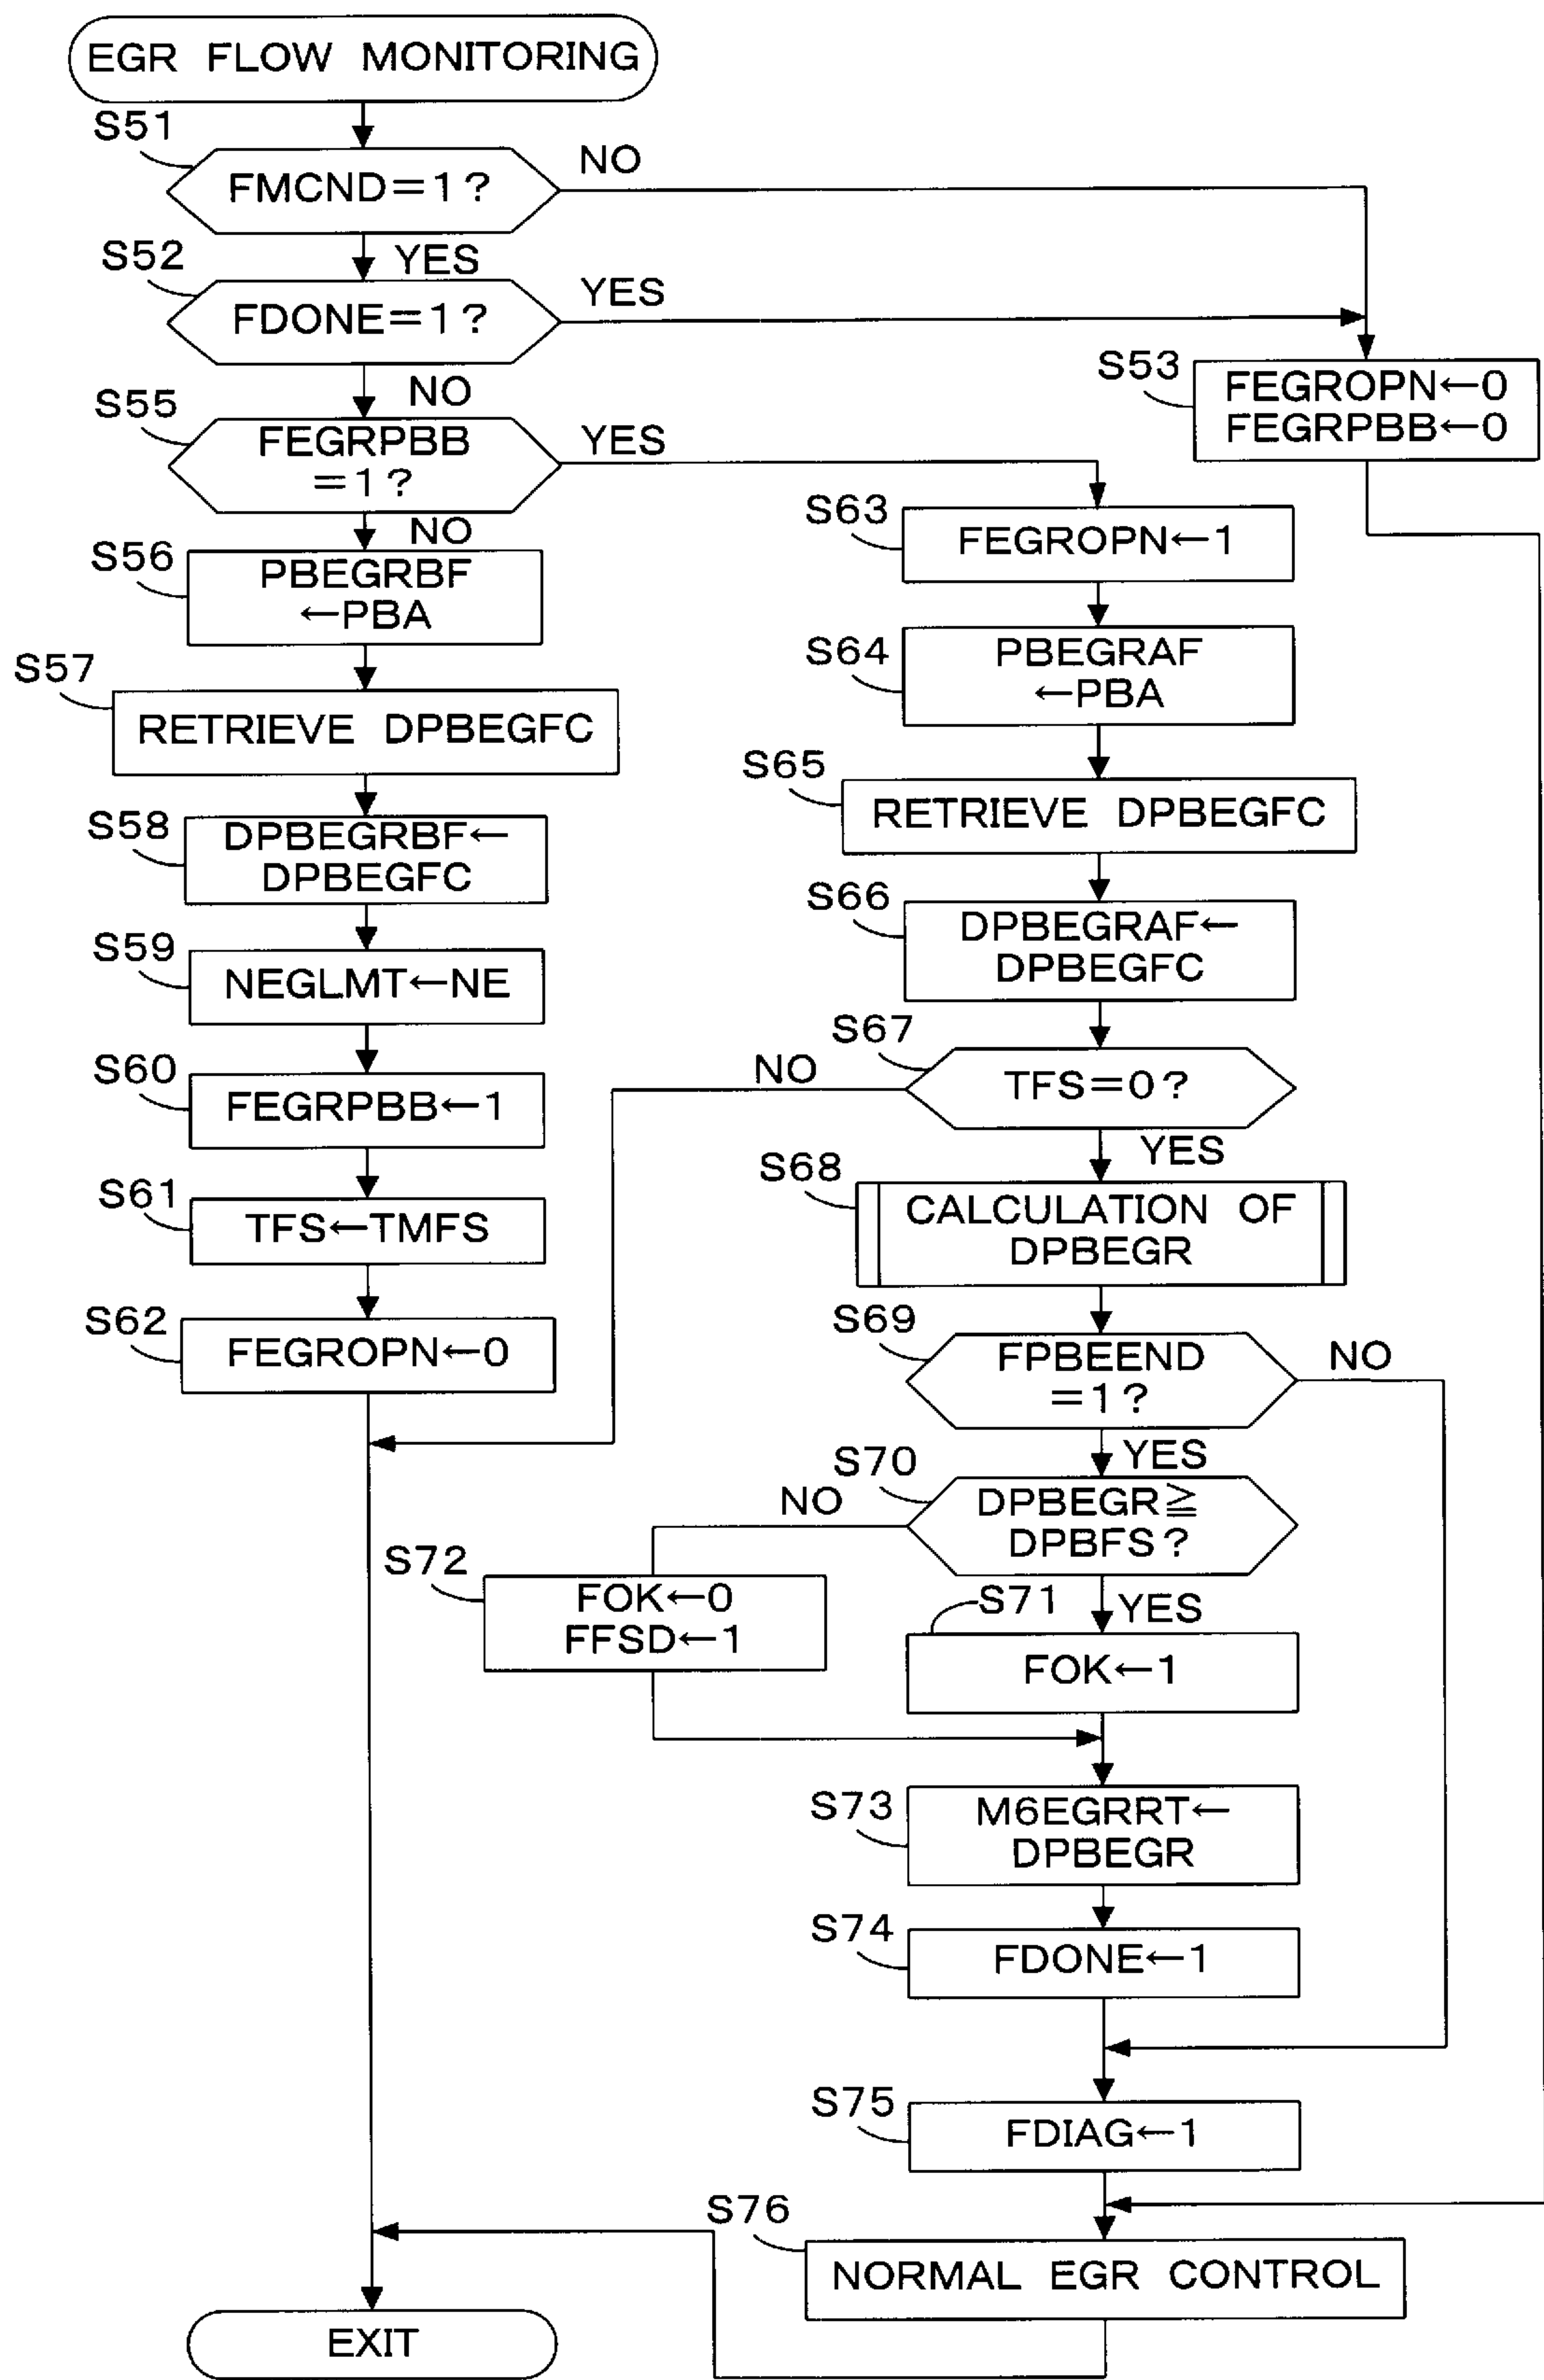 EGR FLOW MONITORING
S51
FMCND=1?
NO
YES
S52
FDONE=1?
YES
NO
S53
FEGROPN←0
FEGRPBB←0
S55
FEGRPBB
=1?
YES
NO
S56
PBEGRBF
←PBA
S57
RETRIEVE DPBEGFC
S58
DPBEGRBF←
DPBEGFC
S59
NEGLMT←NE
S60
FEGRPBB←1
S61
TFS←TMFS
S62
FEGROPN←0
S63
FEGROPN←1
S64
PBEGRAF
←PBA
S65
RETRIEVE DPBEGFC
S66
DPBEGRAF←
DPBEGFC
S67
TFS=0?
NO
YES
S68
CALCULATION OF
DPBEGR
S69
FPBEEND
=1?
NO
YES
S70
DPBEGR≧
DPBFS?
NO
YES
S72
FOK←0
FFSD←1
S71
FOK←1
S73
M6EGRRT←
DPBEGR
S74
FDONE←1
S75
FDIAG←1
S76
NORMAL EGR CONTROL
EXIT